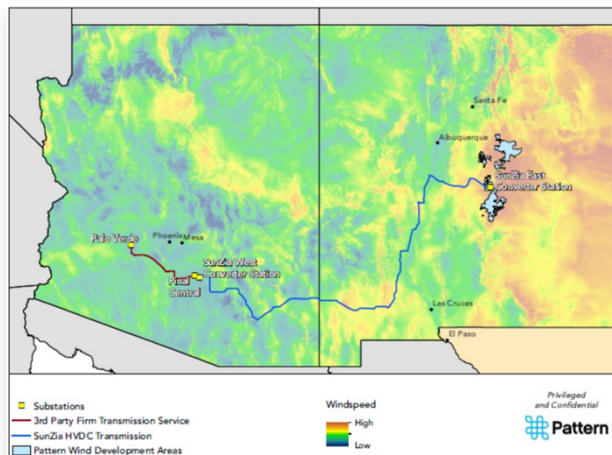 Santa Fe
Albuquerque
SunZia East
Converter Station
Phoenix
Mesa
Palo Verde
SunZia West
Converter Station
Pinal
Central
Las Cruces
El Paso
Substations
3rd Party Firm Transmission Service
SunZia HVDC Transmission
Pattern Wind Development Areas
Windspeed
High
Low
Privileged
and Confidential
Pattern